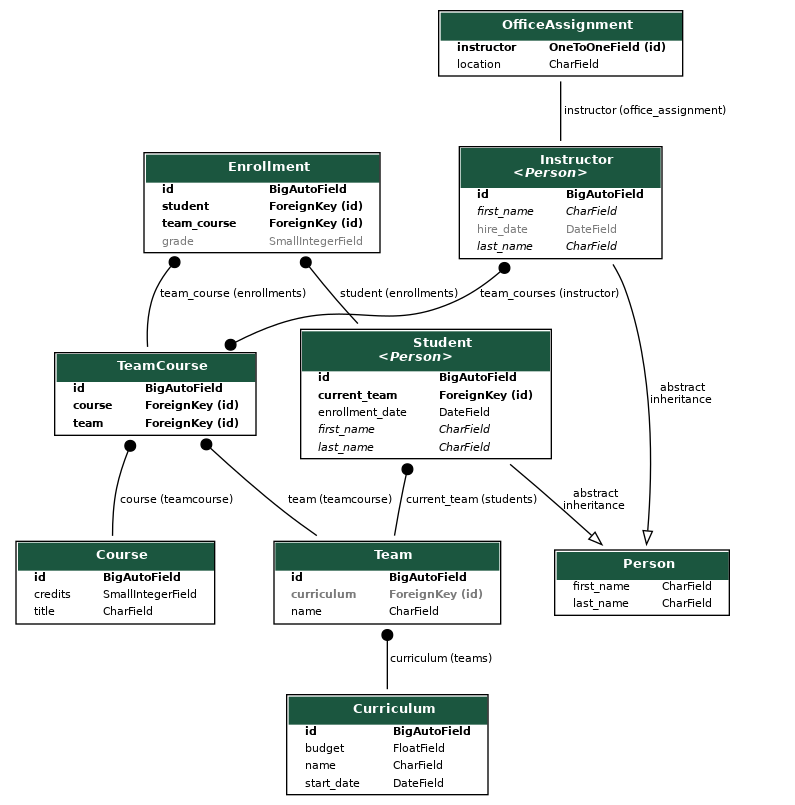 OfficeAssignment
instructor OneToOneField (id)
location CharField
instructor (office_assignment)
Enrollment
id BigAutoField
student ForeignKey (id)
team_course ForeignKey (id)
grade SmallIntegerField
Instructor
<Person>
id BigAutoField
first_name CharField
hire_date DateField
last_name CharField
team_course (enrollments)
student (enrollments)
team_courses (instructor)
TeamCourse
id BigAutoField
course ForeignKey (id)
team ForeignKey (id)
Student
<Person>
id BigAutoField
current_team ForeignKey (id)
enrollment_date DateField
first_name CharField
last_name CharField
abstract
inheritance
course (teamcourse)
team (teamcourse)
current_team (students)
abstract
inheritance
Course
id BigAutoField
credits SmallIntegerField
title CharField
Team
id BigAutoField
curriculum ForeignKey (id)
name CharField
Person
first_name CharField
last_name CharField
curriculum (teams)
Curriculum
id BigAutoField
budget FloatField
name CharField
start_date DateField